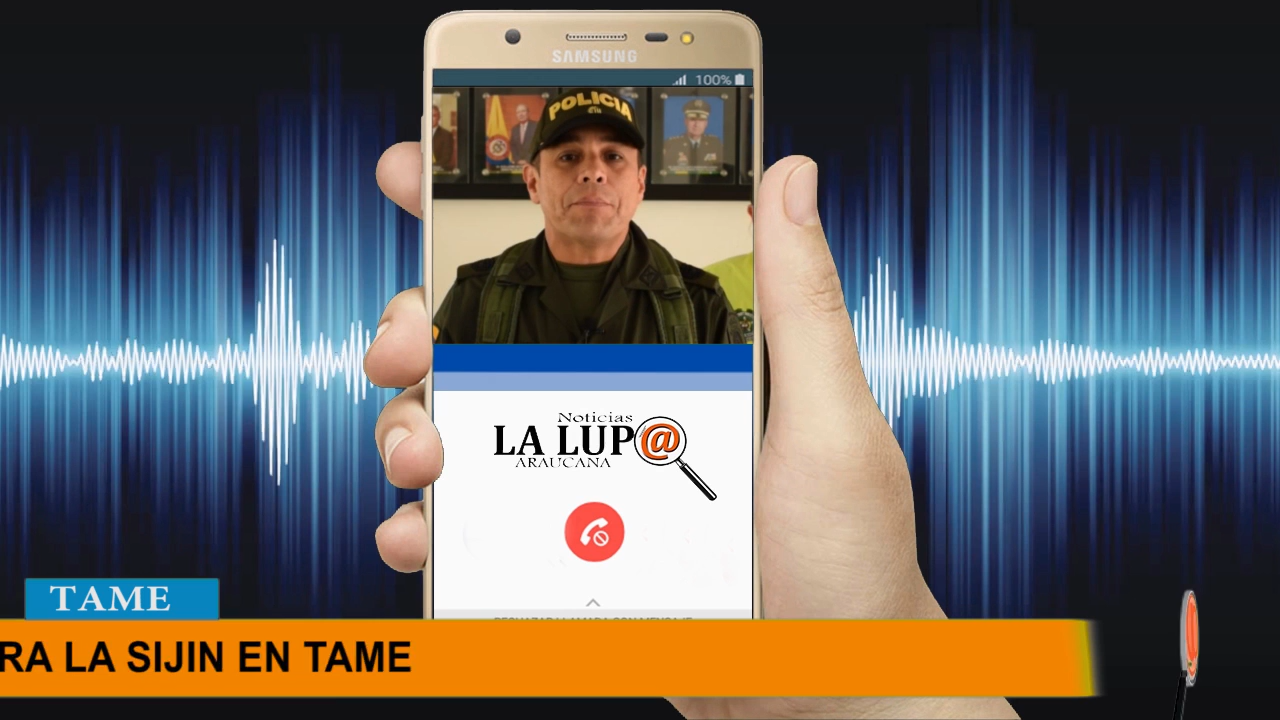 SAMSUNG
100%
POLICIA
Noticias
LA LUP@
ARAUCANA
TAME
RA LA SIJIN EN TAME